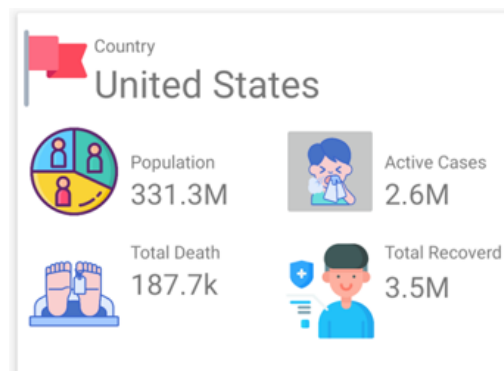 Country
United States
Population
331.3M
Active Cases
2.6M
Total Death
187.7k
Total Recoverd
3.5M